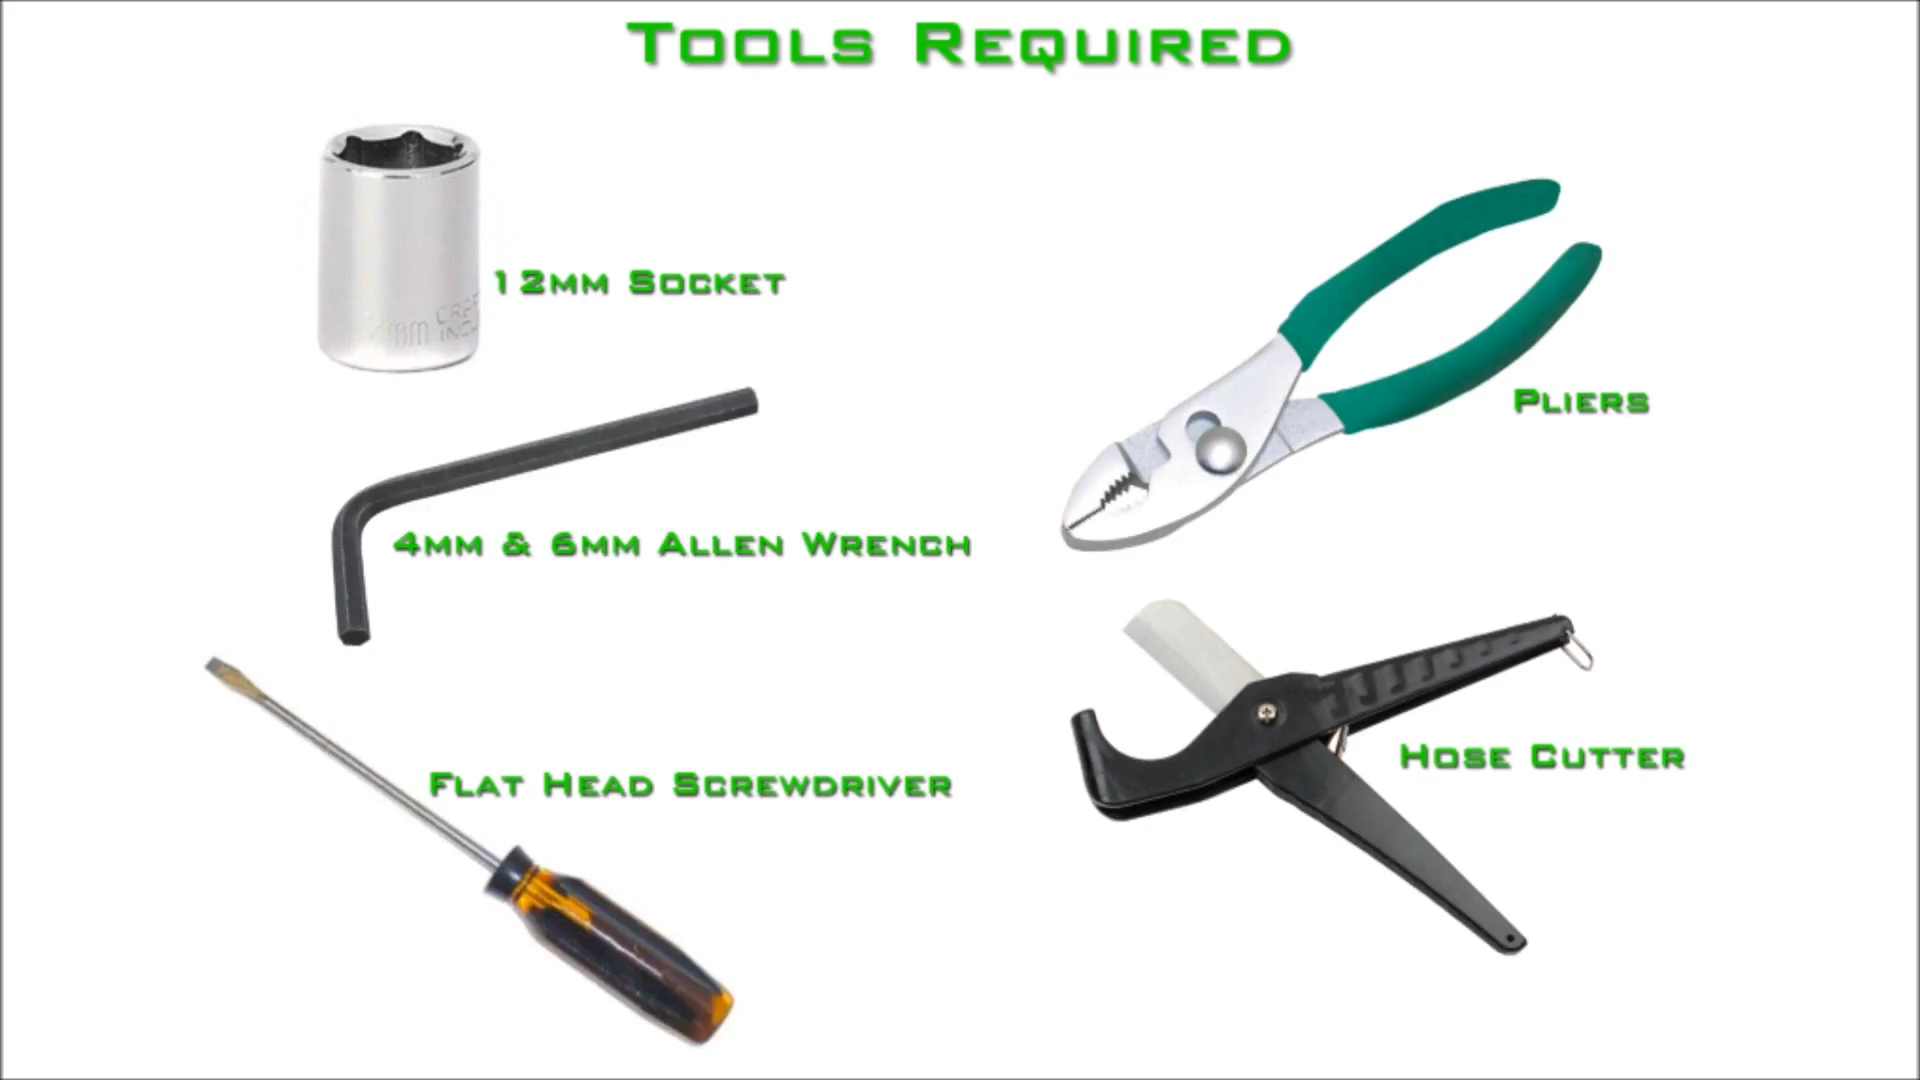 Tools Required
12mm Socket
4mm & 6mm Allen Wrench
Flat Head Screwdriver
Pliers
Hose Cutter